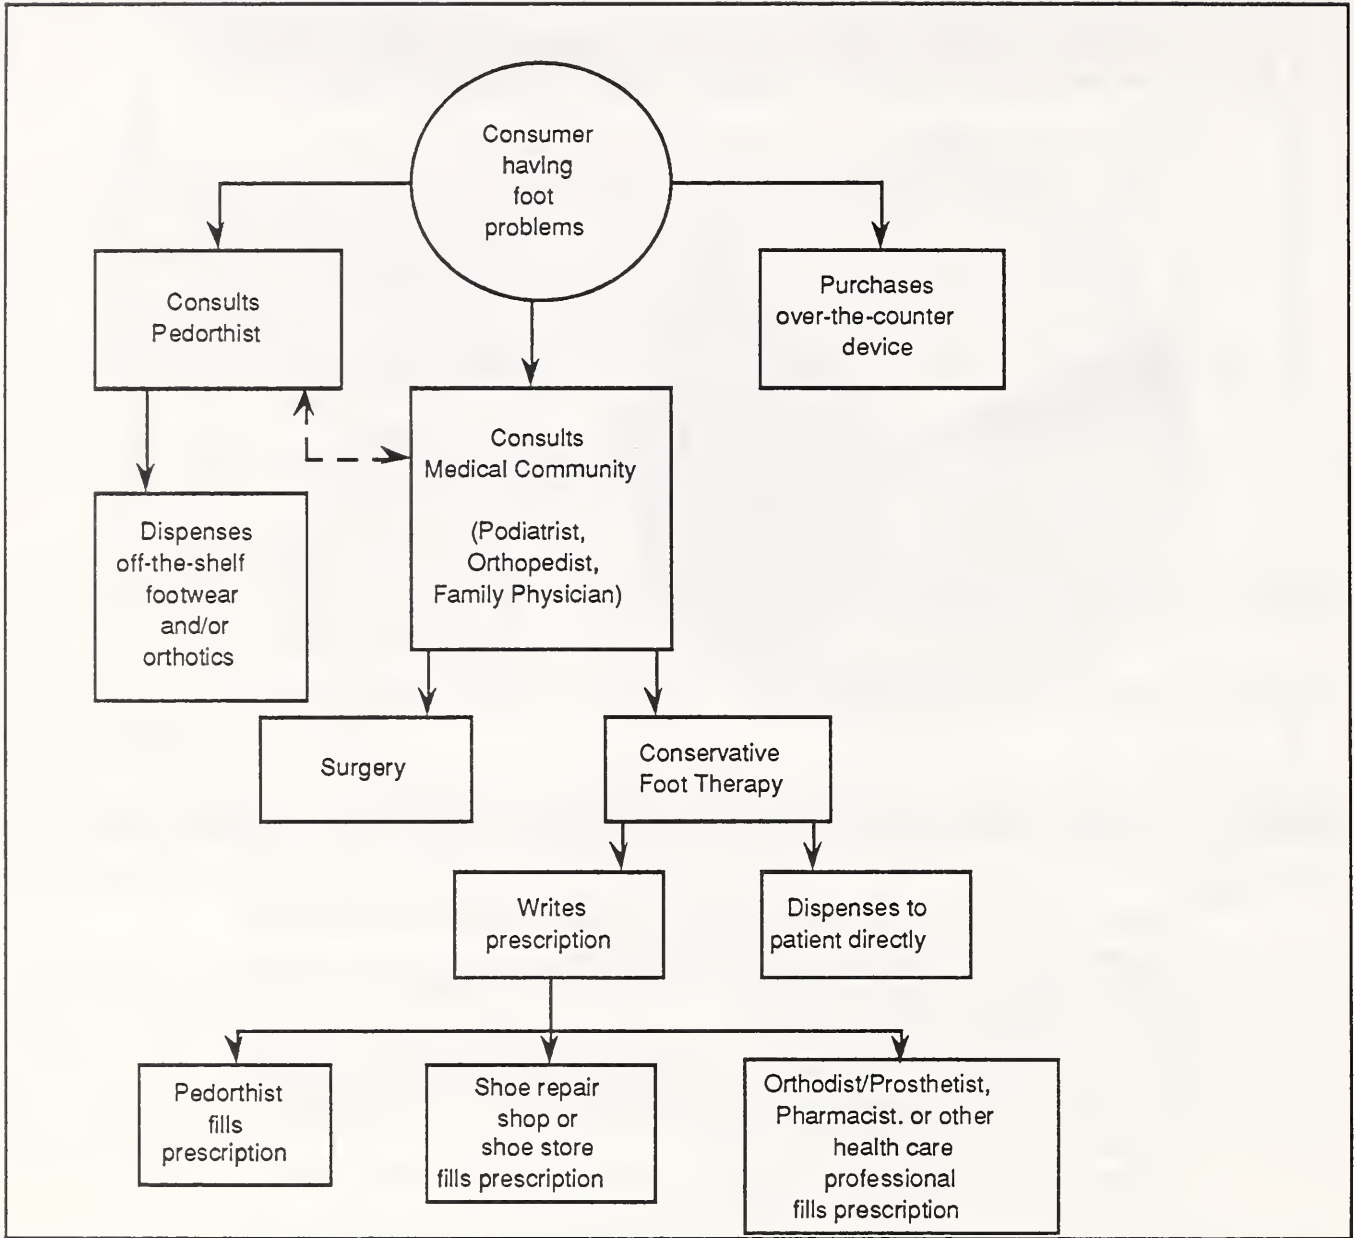 Consumer
having
foot
problems
Consults
Pedorthist
Purchases
over-the-counter
device
Consults
Medical Community
(Podiatrist,
Orthopedist,
Family Physician)
Dispenses
off-the-shelf
footwear
and/or
orthotics
Surgery
Conservative
Foot Therapy
Writes
prescription
Dispenses to
patient directly
Pedorthist
fills
prescription
Shoe repair
shop or
shoe store
fills prescription
Orthodist/Prosthetist,
Pharmacist. or other
health care
professional
fills prescription